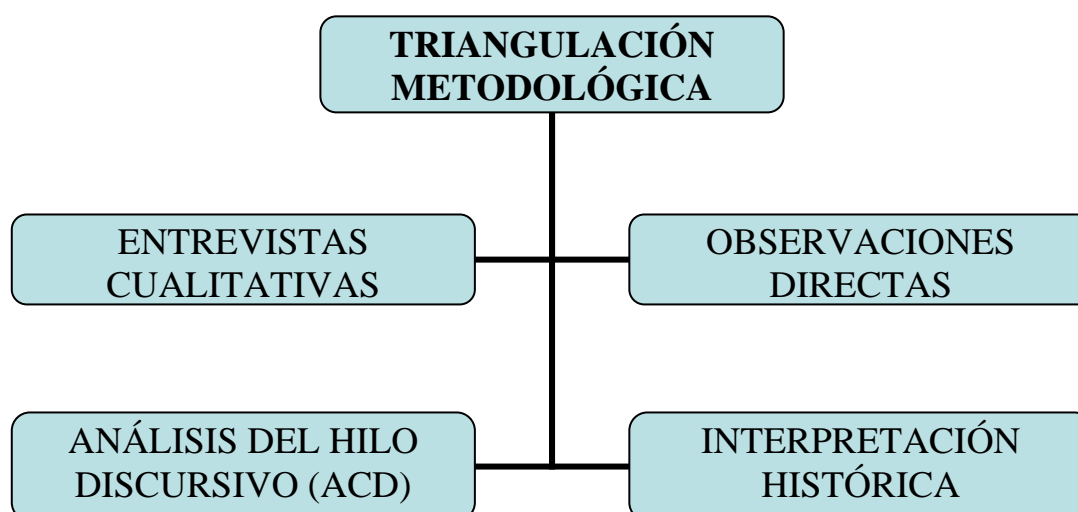 TRIANGULACIÓN
METODOLÓGICA
ENTREVISTAS
CUALITATIVAS
OBSERVACIONES
DIRECTAS
ANÁLISIS DEL HILO
DISCURSIVO (ACD)
INTERPRETACIÓN
HISTÓRICA